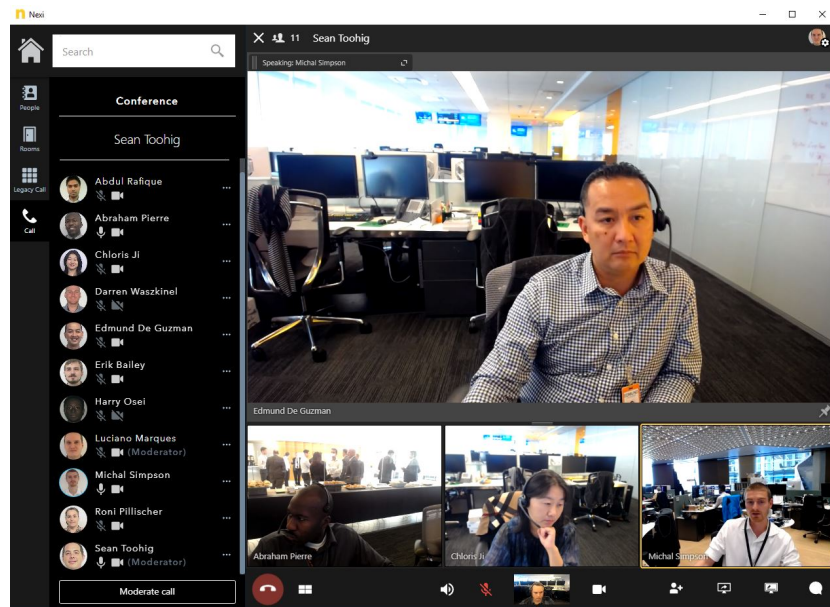 Nexi
Search
11 Sean Toohig
Speaking: Michal Simpson
People
Rooms
Legacy Call
Call
Conference
Sean Toohig
Abdul Rafique
Abraham Pierre
Chloris Ji
Darren Waszkinel
Edmund De Guzman
Erik Bailey
Harry Osei
Luciano Marques
(Moderator)
Michal Simpson
Roni Pillischer
Sean Toohig
(Moderator)
Moderate call
Edmund De Guzman
Abraham Pierre
Chloris Ji
Michal Simpson